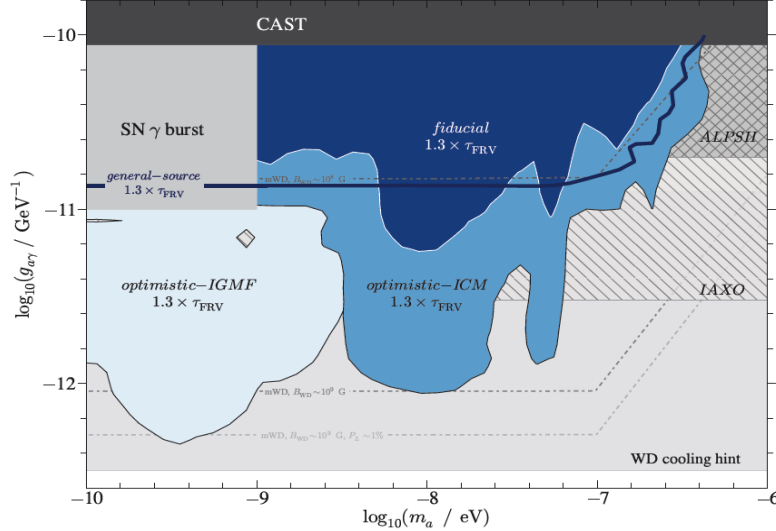 CAST
−10
SN γ burst
fiducial
1.3 × τFRV
ALPSH
general−source
1.3 × τFRV
mWD, BWD∼10⁹ G
−11
log10(gaγ / GeV−1)
optimistic−IGMF
1.3 × τFRV
optimistic−ICM
1.3 × τFRV
IAXO
−12
mWD, BWD∼10⁹ G
mWD, BWD∼10⁹ G, PL ∼1%
WD cooling hint
−10
−9
−8
−7
−6
log10(ma / eV)